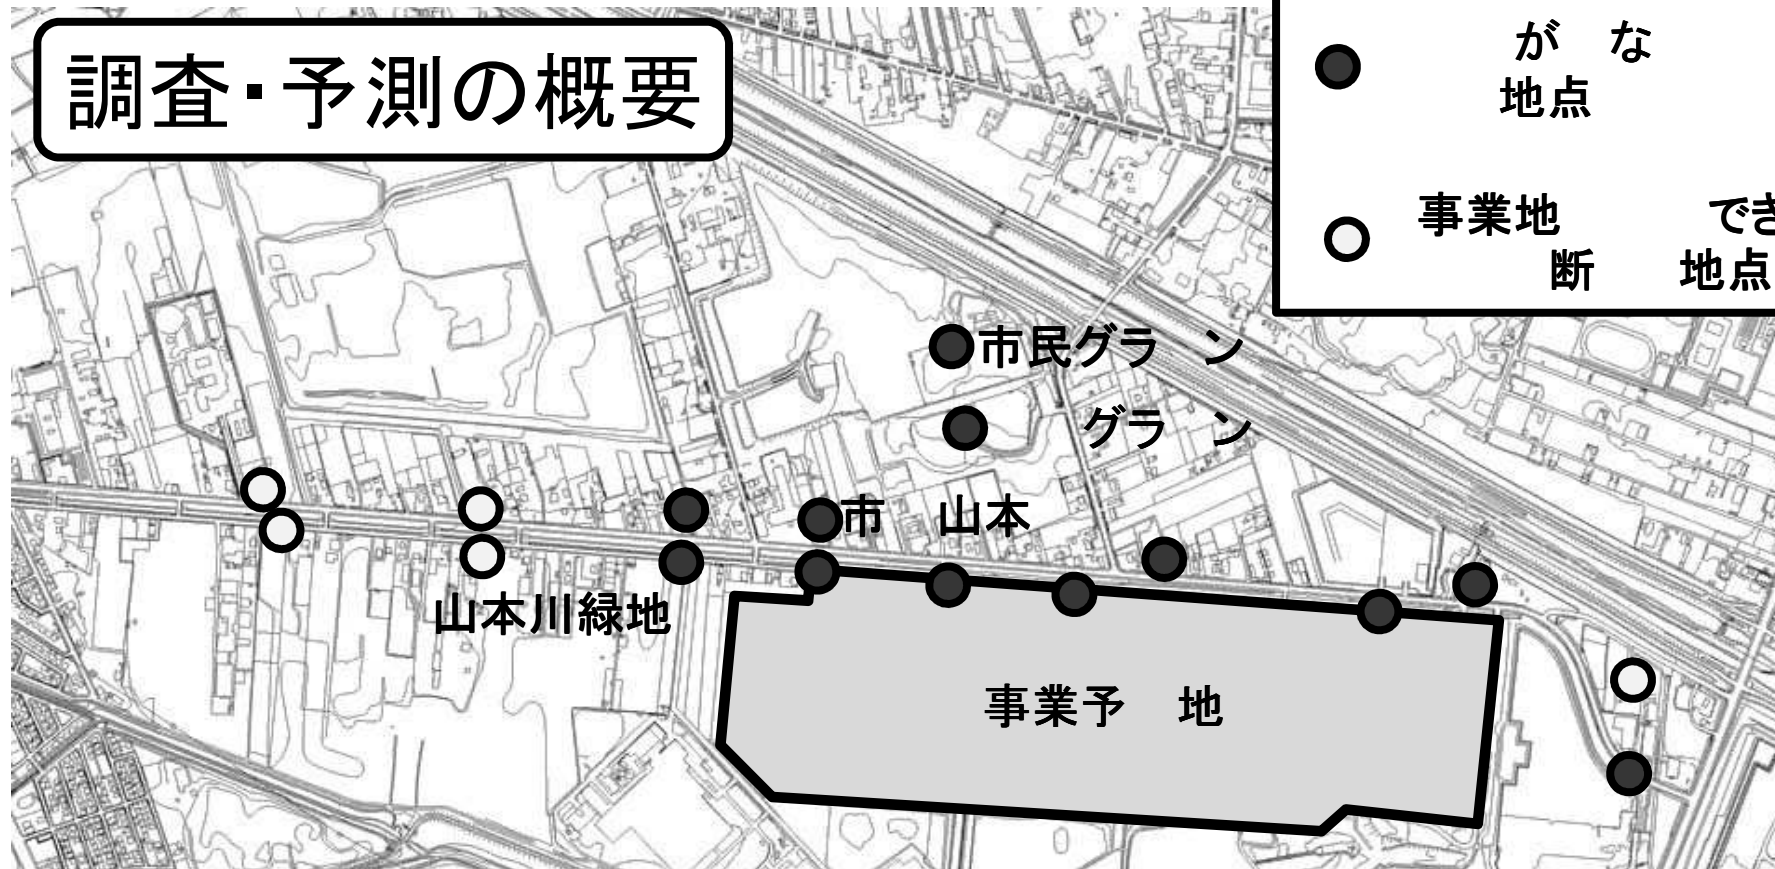 調査・予測の概要
が な
地点
事業地 でき
断 地点
市民グラ ン
グラ ン
市 山本
山本川緑地
事業予 地